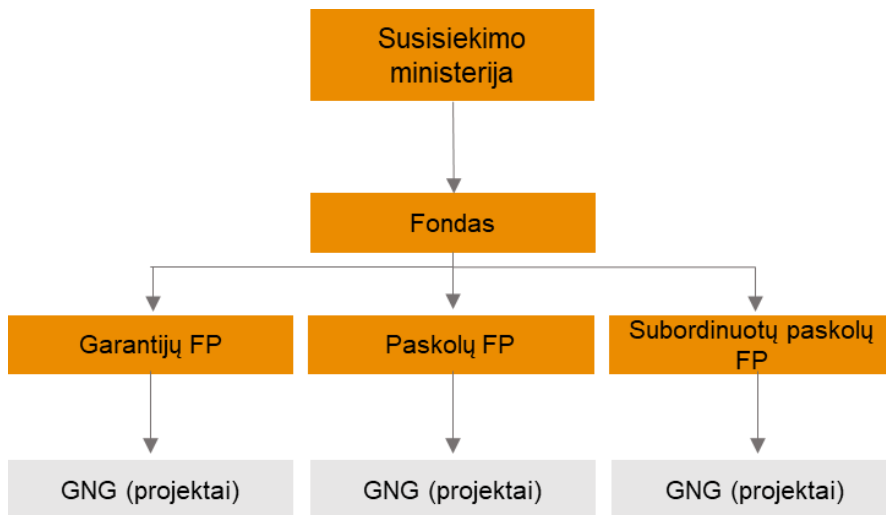 Susisiekimo
ministerija
Fondas
Garantijų FP
Paskolų FP
Subordinuotų paskolų
FP
GNG (projektai)
GNG (projektai)
GNG (projektai)